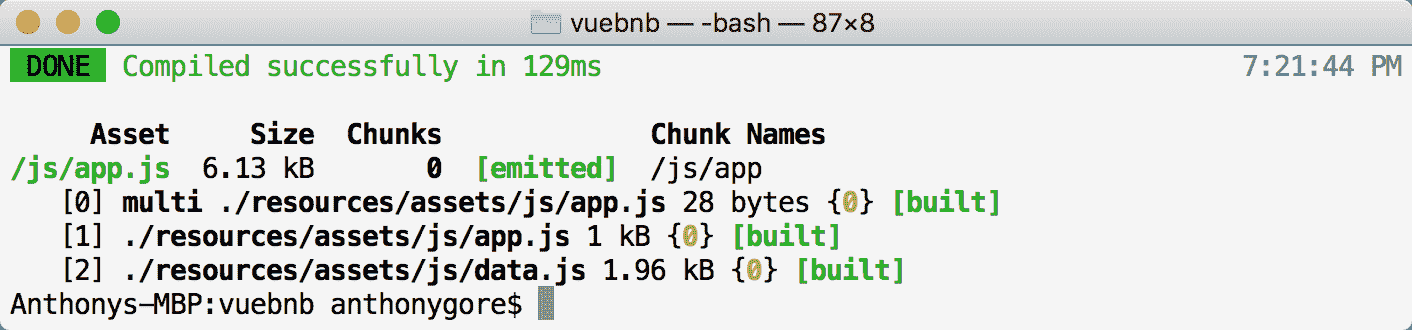 vuebnb — -bash — 87×8
DONE Compiled successfully in 129ms 7:21:44 PM
Asset Size Chunks Chunk Names
/js/app.js 6.13 kB 0 [emitted] /js/app
[0] multi ./resources/assets/js/app.js 28 bytes {0} [built]
[1] ./resources/assets/js/app.js 1 kB {0} [built]
[2] ./resources/assets/js/data.js 1.96 kB {0} [built]
Anthonys-MBP:vuebnb anthonygore$